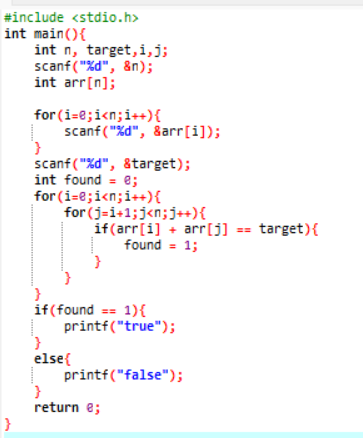 #include <stdio.h>
int main(){
    int n, target,i,j;
    scanf("%d", &n);
    int arr[n];

    for(i=0;i<n;i++){
        scanf("%d", &arr[i]);
    }
    scanf("%d", &target);
    int found = 0;
    for(i=0;i<n;i++){
        for(j=i+1;j<n;j++){
            if(arr[i] + arr[j] == target){
                found = 1;
            }
        }
    }
    if(found == 1){
        printf("true");
    }
    else{
        printf("false");
    }
    return 0;
}